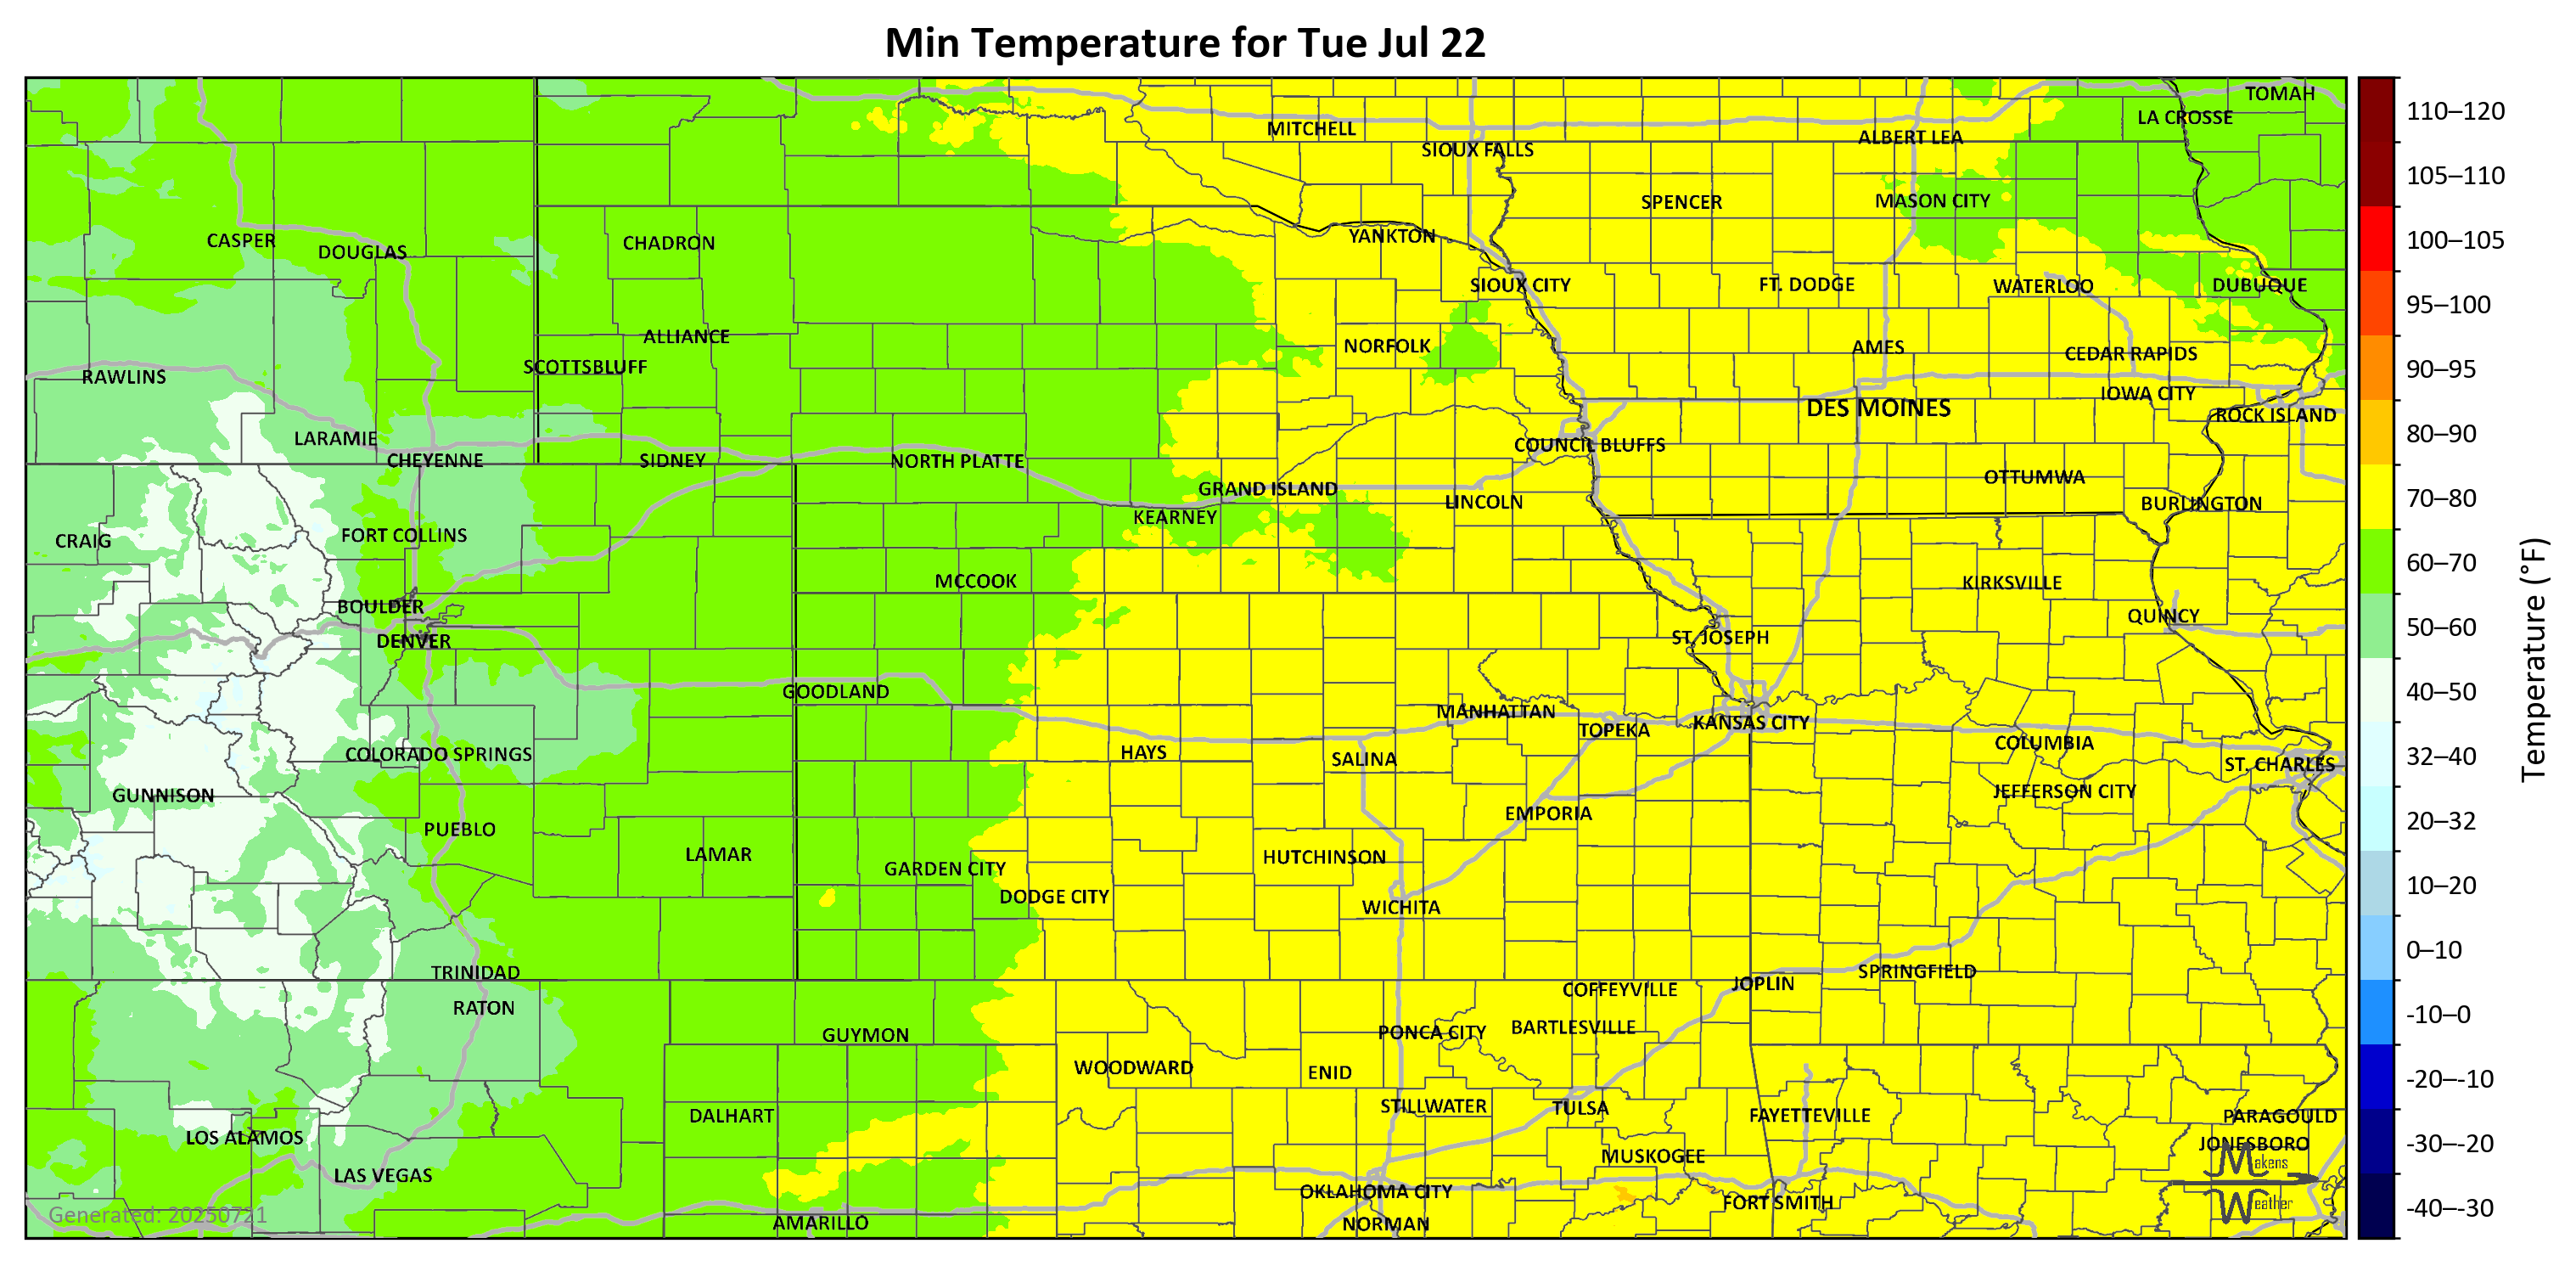 Min Temperature for Tue Jul 22
TOMAH
LA CROSSE
MITCHELL
ALBERT LEA
SIOUX FALLS
SPENCER
MASON CITY
YANKTON
CASPER
CHADRON
DOUGLAS
SIOUX CITY
FT. DODGE
WATERLOO
DUBUQUE
ALLIANCE
NORFOLK
AMES
CEDAR RAPIDS
SCOTTSBLUFF
RAWLINS
IOWA CITY
DES MOINES
ROCK ISLAND
LARAMIE
COUNCIL BLUFFS
CHEYENNE
SIDNEY
NORTH PLATTE
OTTUMWA
GRAND ISLAND
LINCOLN
BURLINGTON
KEARNEY
FORT COLLINS
CRAIG
MCCOOK
KIRKSVILLE
BOULDER
QUINCY
DENVER
ST. JOSEPH
GOODLAND
MANHATTAN
KANSAS CITY
TOPEKA
COLUMBIA
HAYS
COLORADO SPRINGS
SALINA
ST. CHARLES
JEFFERSON CITY
GUNNISON
EMPORIA
PUEBLO
LAMAR
HUTCHINSON
GARDEN CITY
DODGE CITY
WICHITA
TRINIDAD
SPRINGFIELD
JOPLIN
COFFEYVILLE
RATON
BARTLESVILLE
PONCA CITY
GUYMON
WOODWARD
ENID
STILLWATER
TULSA
DALHART
FAYETTEVILLE
PARAGOULD
LOS ALAMOS
JONESBORO
MUSKOGEE
LAS VEGAS
OKLAHOMA CITY
FORT SMITH
AMARILLO
NORMAN
Generated: 20250721
Makens
Weather
110–120
105–110
100–105
95–100
90–95
80–90
70–80
60–70
50–60
40–50
32–40
20–32
10–20
0–10
-10–0
-20–-10
-30–-20
-40–-30
Temperature (°F)